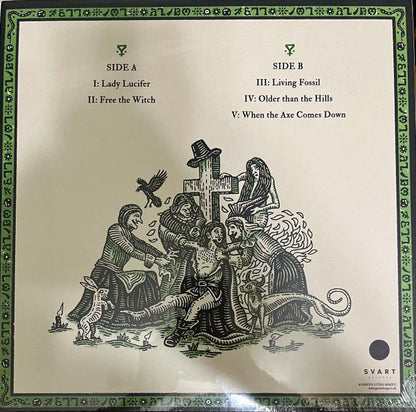 SIDE A
I: Lady Lucifer
II: Free the Witch
SIDE B
III: Living Fossil
IV: Older than the Hills
V: When the Axe Comes Down
SVART